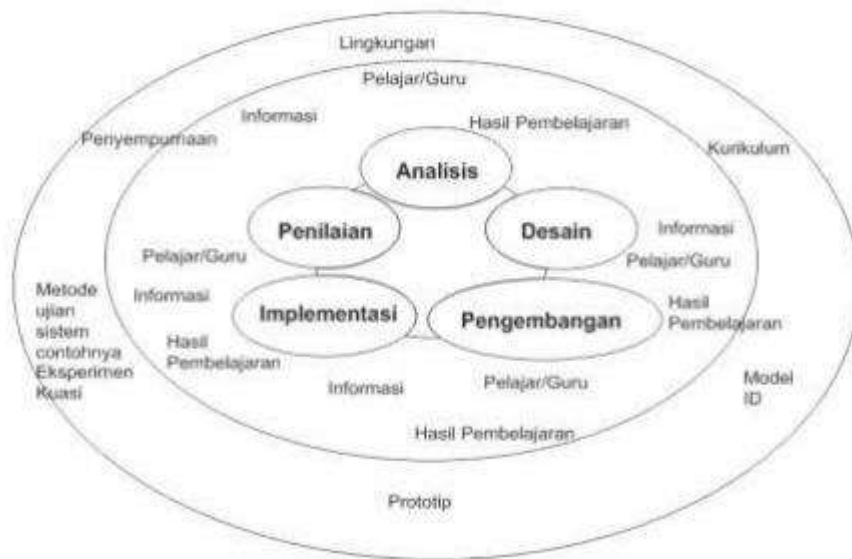 Lingkungan
Pelajar/Guru
Informasi
Hasil Pembelajaran
Penyempurnaan
Kurikulum
Analisis
Penilaian
Desain
Informasi
Pelajar/Guru
Pelajar/Guru
Metode
ujian
sistem
contohnya
Eksperimen
Kuasi
Informasi
Implementasi
Pengembangan
Hasil
Pembelajaran
Hasil
Pembelajaran
Informasi
Pelajar/Guru
Model
ID
Hasil Pembelajaran
Prototip